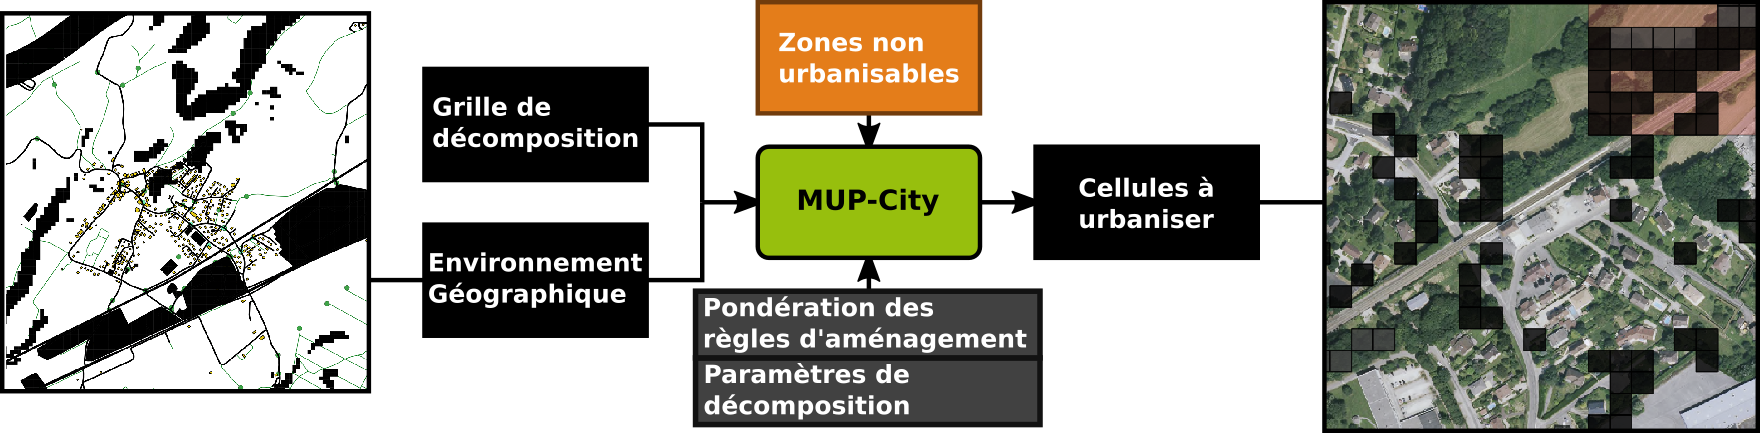 Zones non
urbanisables
Grille de
décomposition
MUP-City
Cellules à
urbaniser
Environnement
Géographique
Pondération des
règles d'aménagement
Paramètres de
décomposition